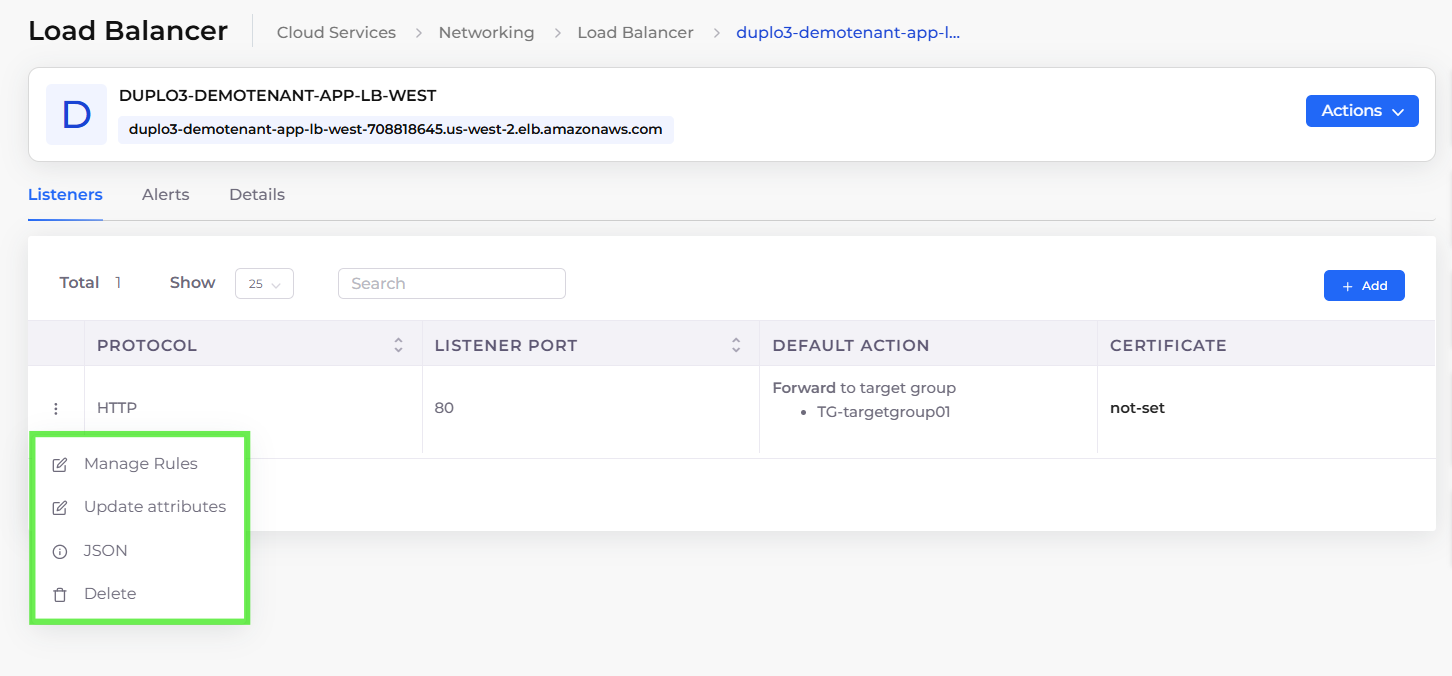 Load Balancer
Cloud Services > Networking > Load Balancer > duplo3-demotenant-app-l...
D
DUPLO3-DEMOTENANT-APP-LB-WEST
duplo3-demotenant-app-lb-west-708818645.us-west-2.elb.amazonaws.com
Actions
Listeners Alerts Details
Total 1 Show 25 Search + Add
PROTOCOL LISTENER PORT DEFAULT ACTION CERTIFICATE
HTTP 80 Forward to target group not-set
• TG-targetgroup01
Manage Rules
Update attributes
JSON
Delete